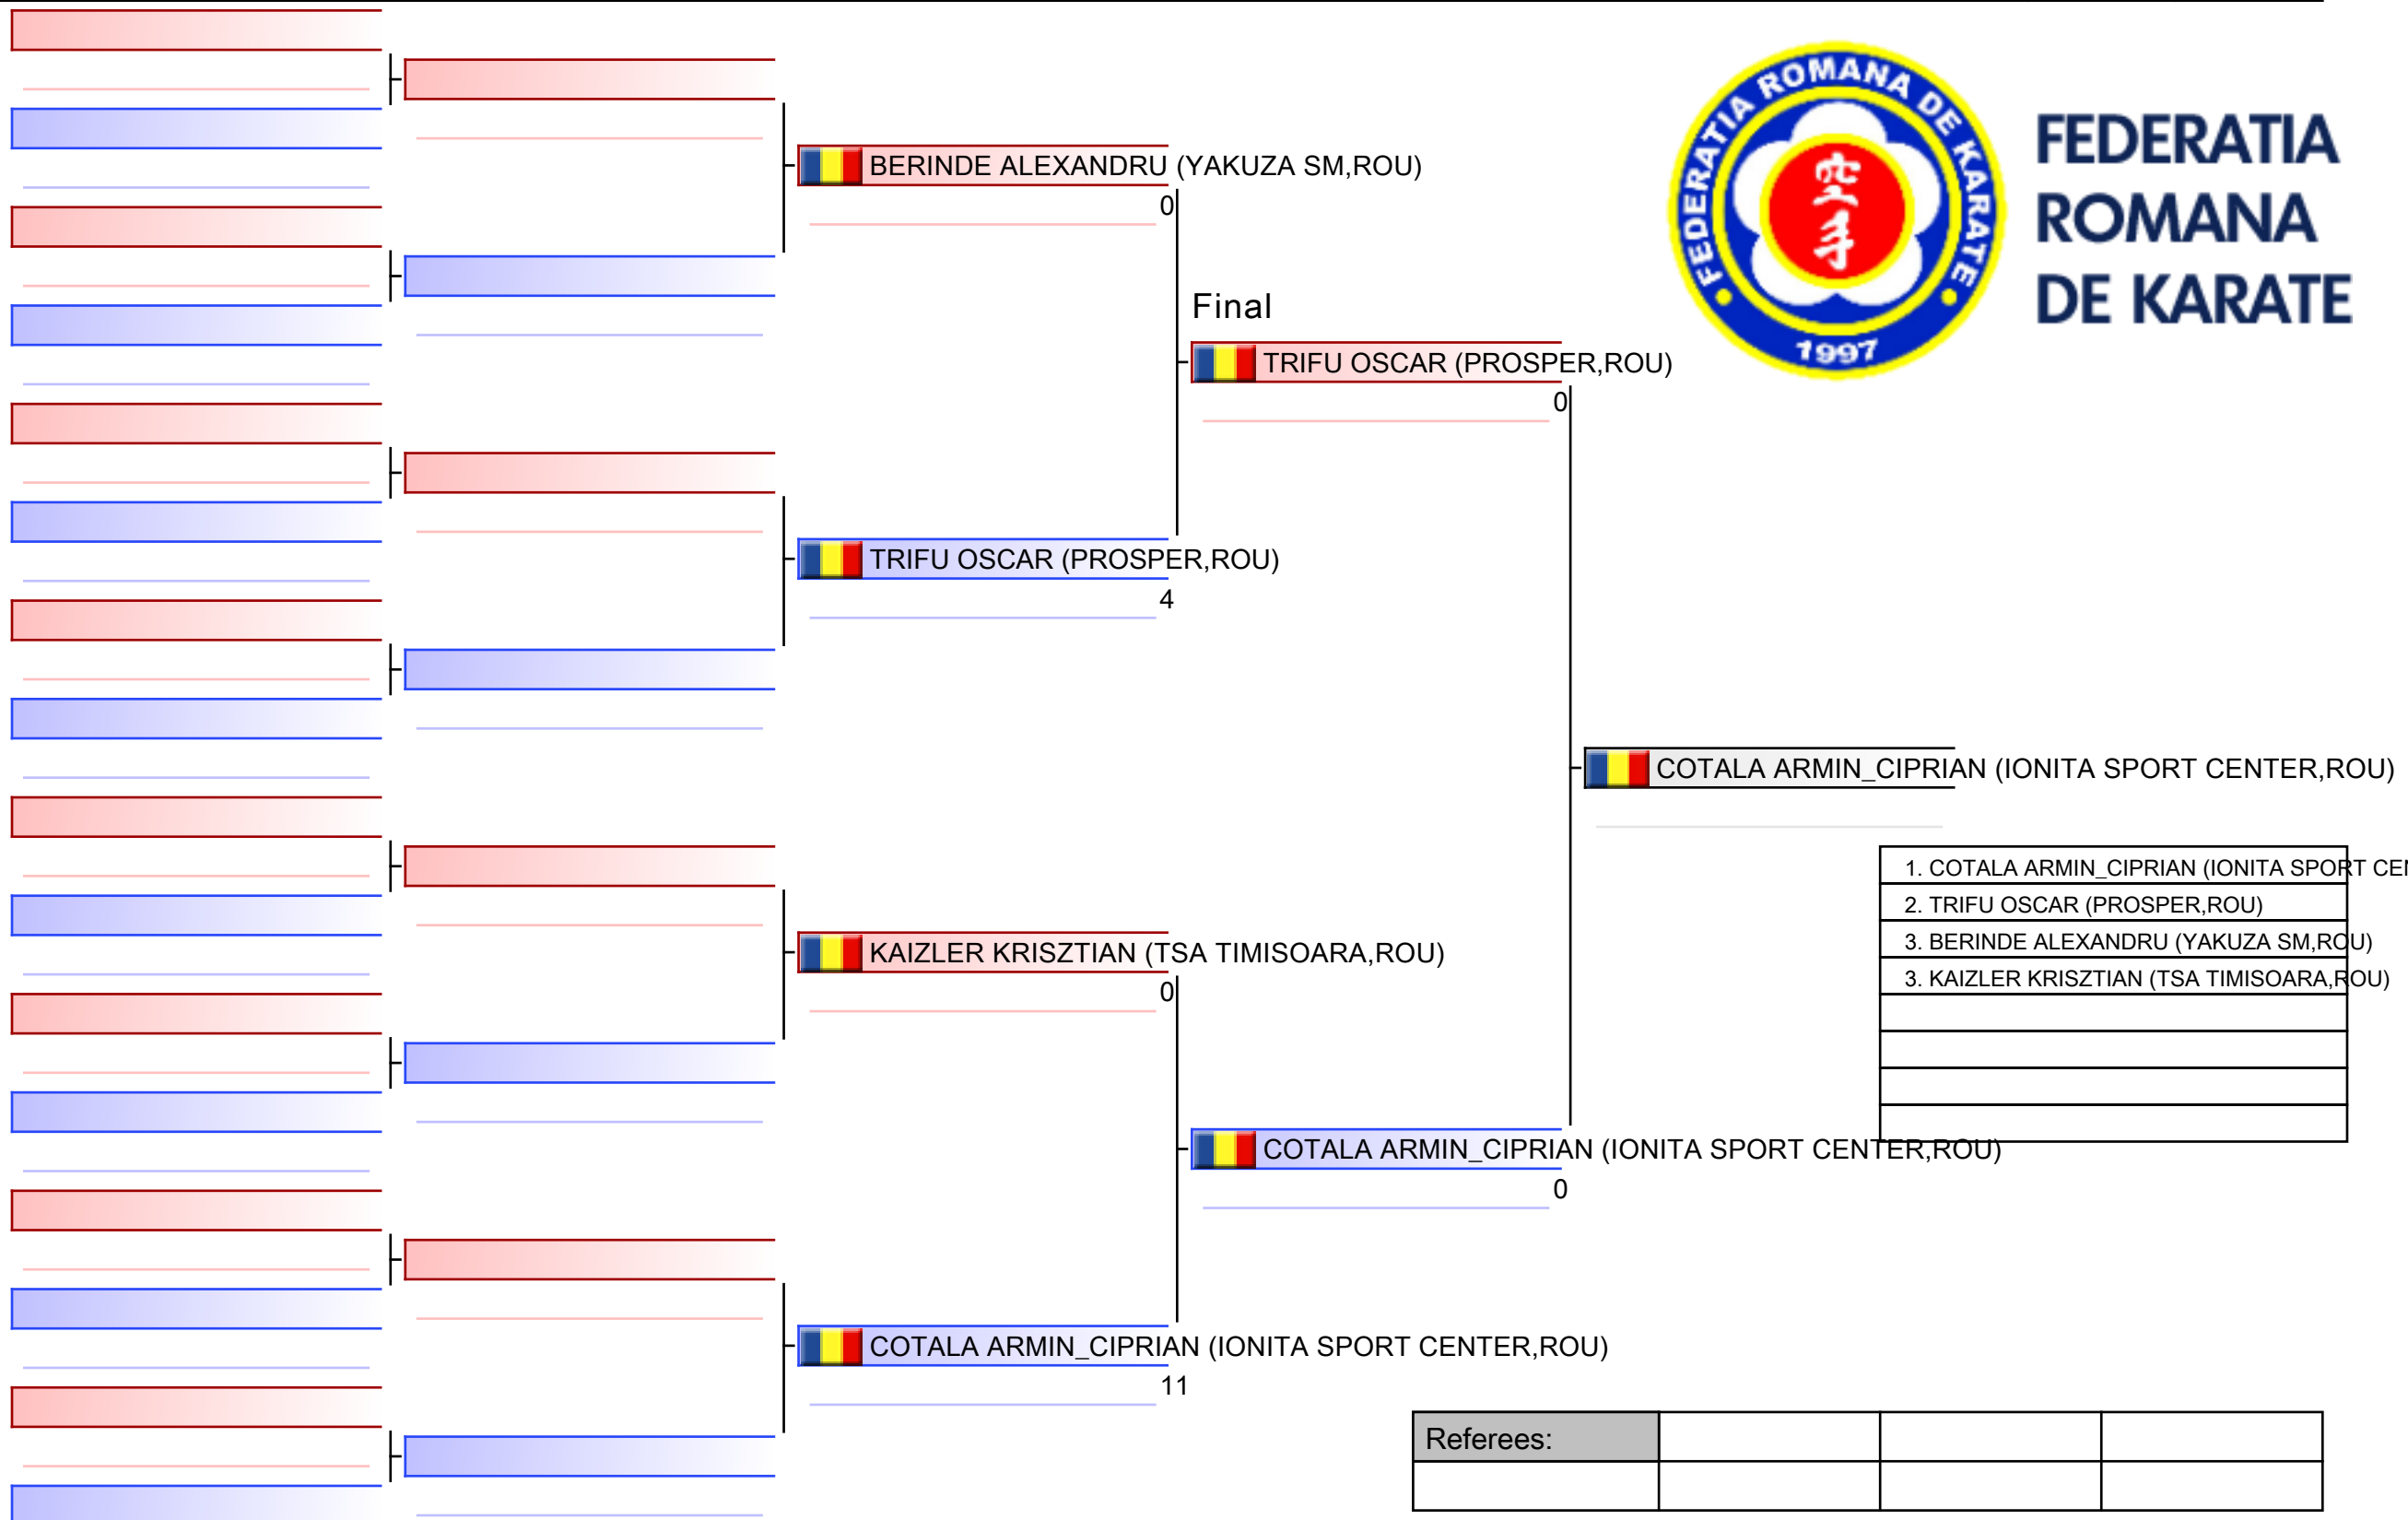 FEDERATIA ROMANA DE KARATE
空手
1997
FEDERATIA
ROMANA
DE KARATE
BERINDE ALEXANDRU (YAKUZA SM,ROU)
0
Final
TRIFU OSCAR (PROSPER,ROU)
0
TRIFU OSCAR (PROSPER,ROU)
4
COTALA ARMIN_CIPRIAN (IONITA SPORT CENTER,ROU)
1. COTALA ARMIN_CIPRIAN (IONITA SPORT CE
2. TRIFU OSCAR (PROSPER,ROU)
3. BERINDE ALEXANDRU (YAKUZA SM,ROU)
3. KAIZLER KRISZTIAN (TSA TIMISOARA,ROU)
KAIZLER KRISZTIAN (TSA TIMISOARA,ROU)
0
COTALA ARMIN_CIPRIAN (IONITA SPORT CENTER,ROU)
0
COTALA ARMIN_CIPRIAN (IONITA SPORT CENTER,ROU)
11
Referees: